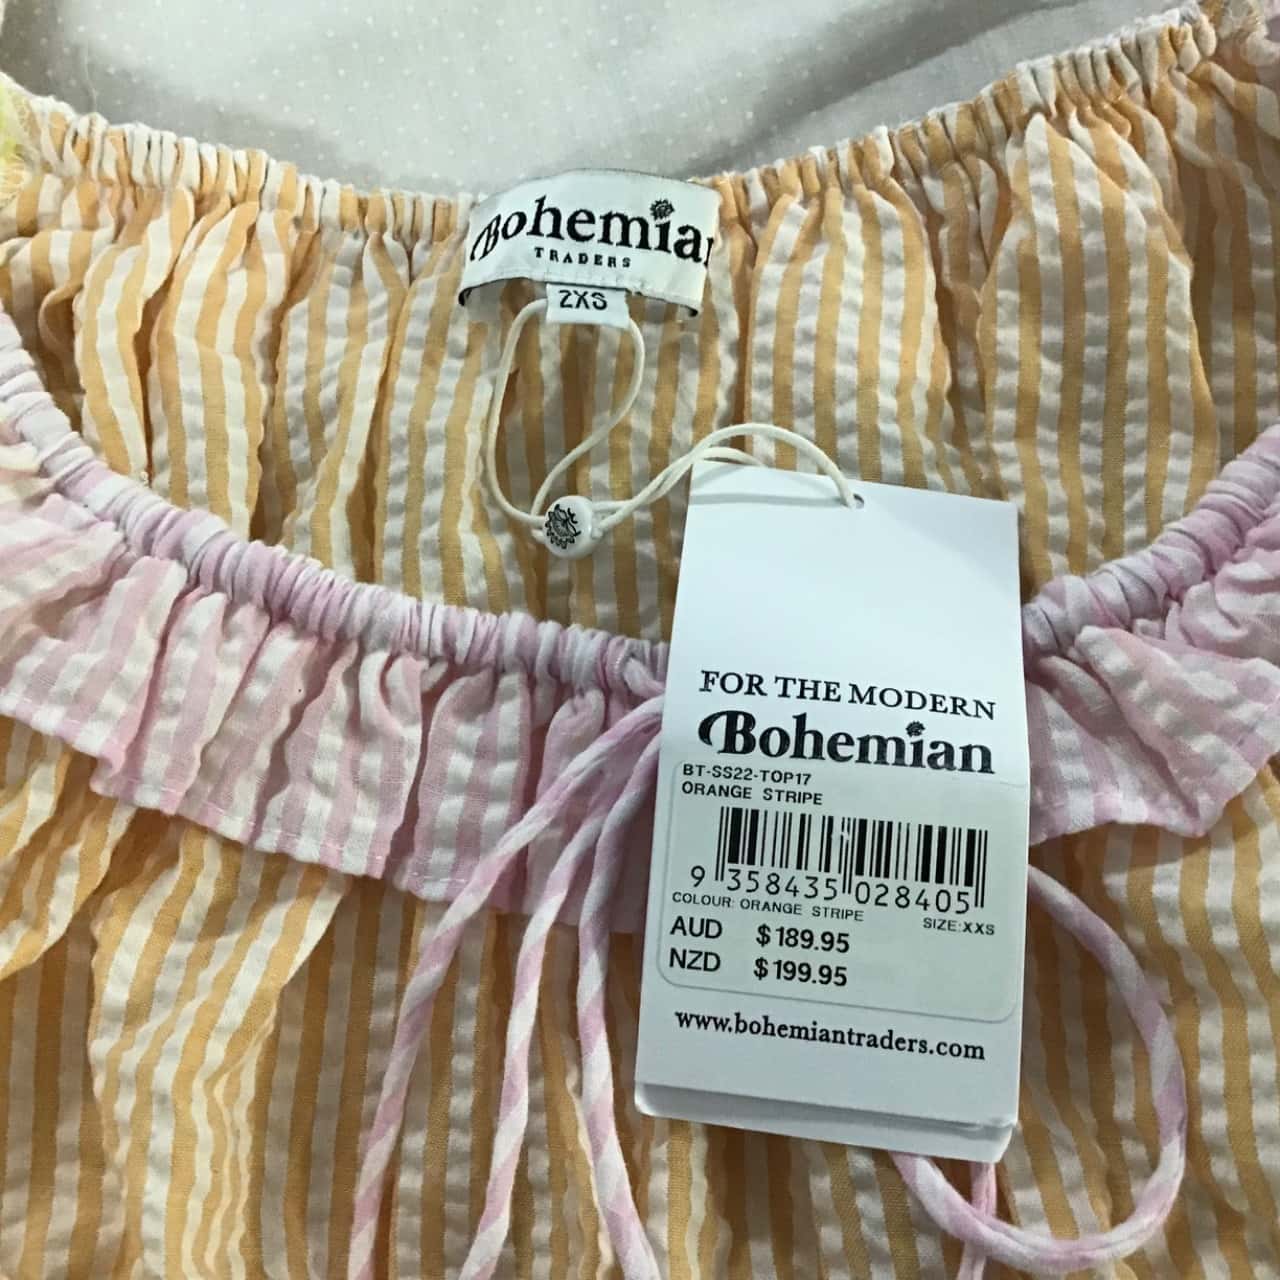 Bohemian
TRADERS
2XS
FOR THE MODERN
Bohemian
BT-SS22-TOP17
ORANGE STRIPE
9 358435 028405
COLOUR: ORANGE STRIPE
SIZE:XXS
AUD $189.95
NZD $199.95
www.bohemiantraders.com